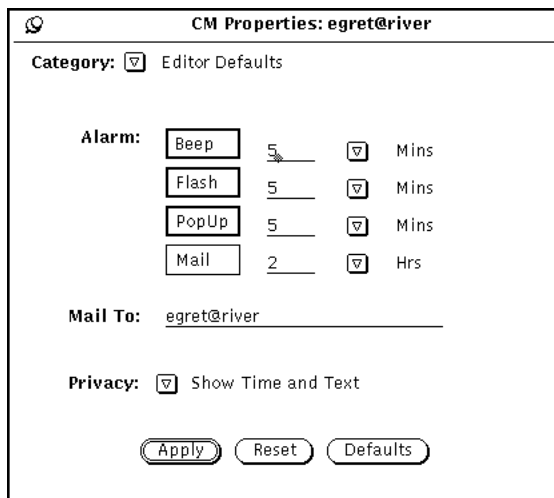 CM Properties: egret@river
Category: Editor Defaults
Alarm: Beep 5 Mins
Flash 5 Mins
PopUp 5 Mins
Mail 2 Hrs
Mail To: egret@river
Privacy: Show Time and Text
Apply Reset Defaults